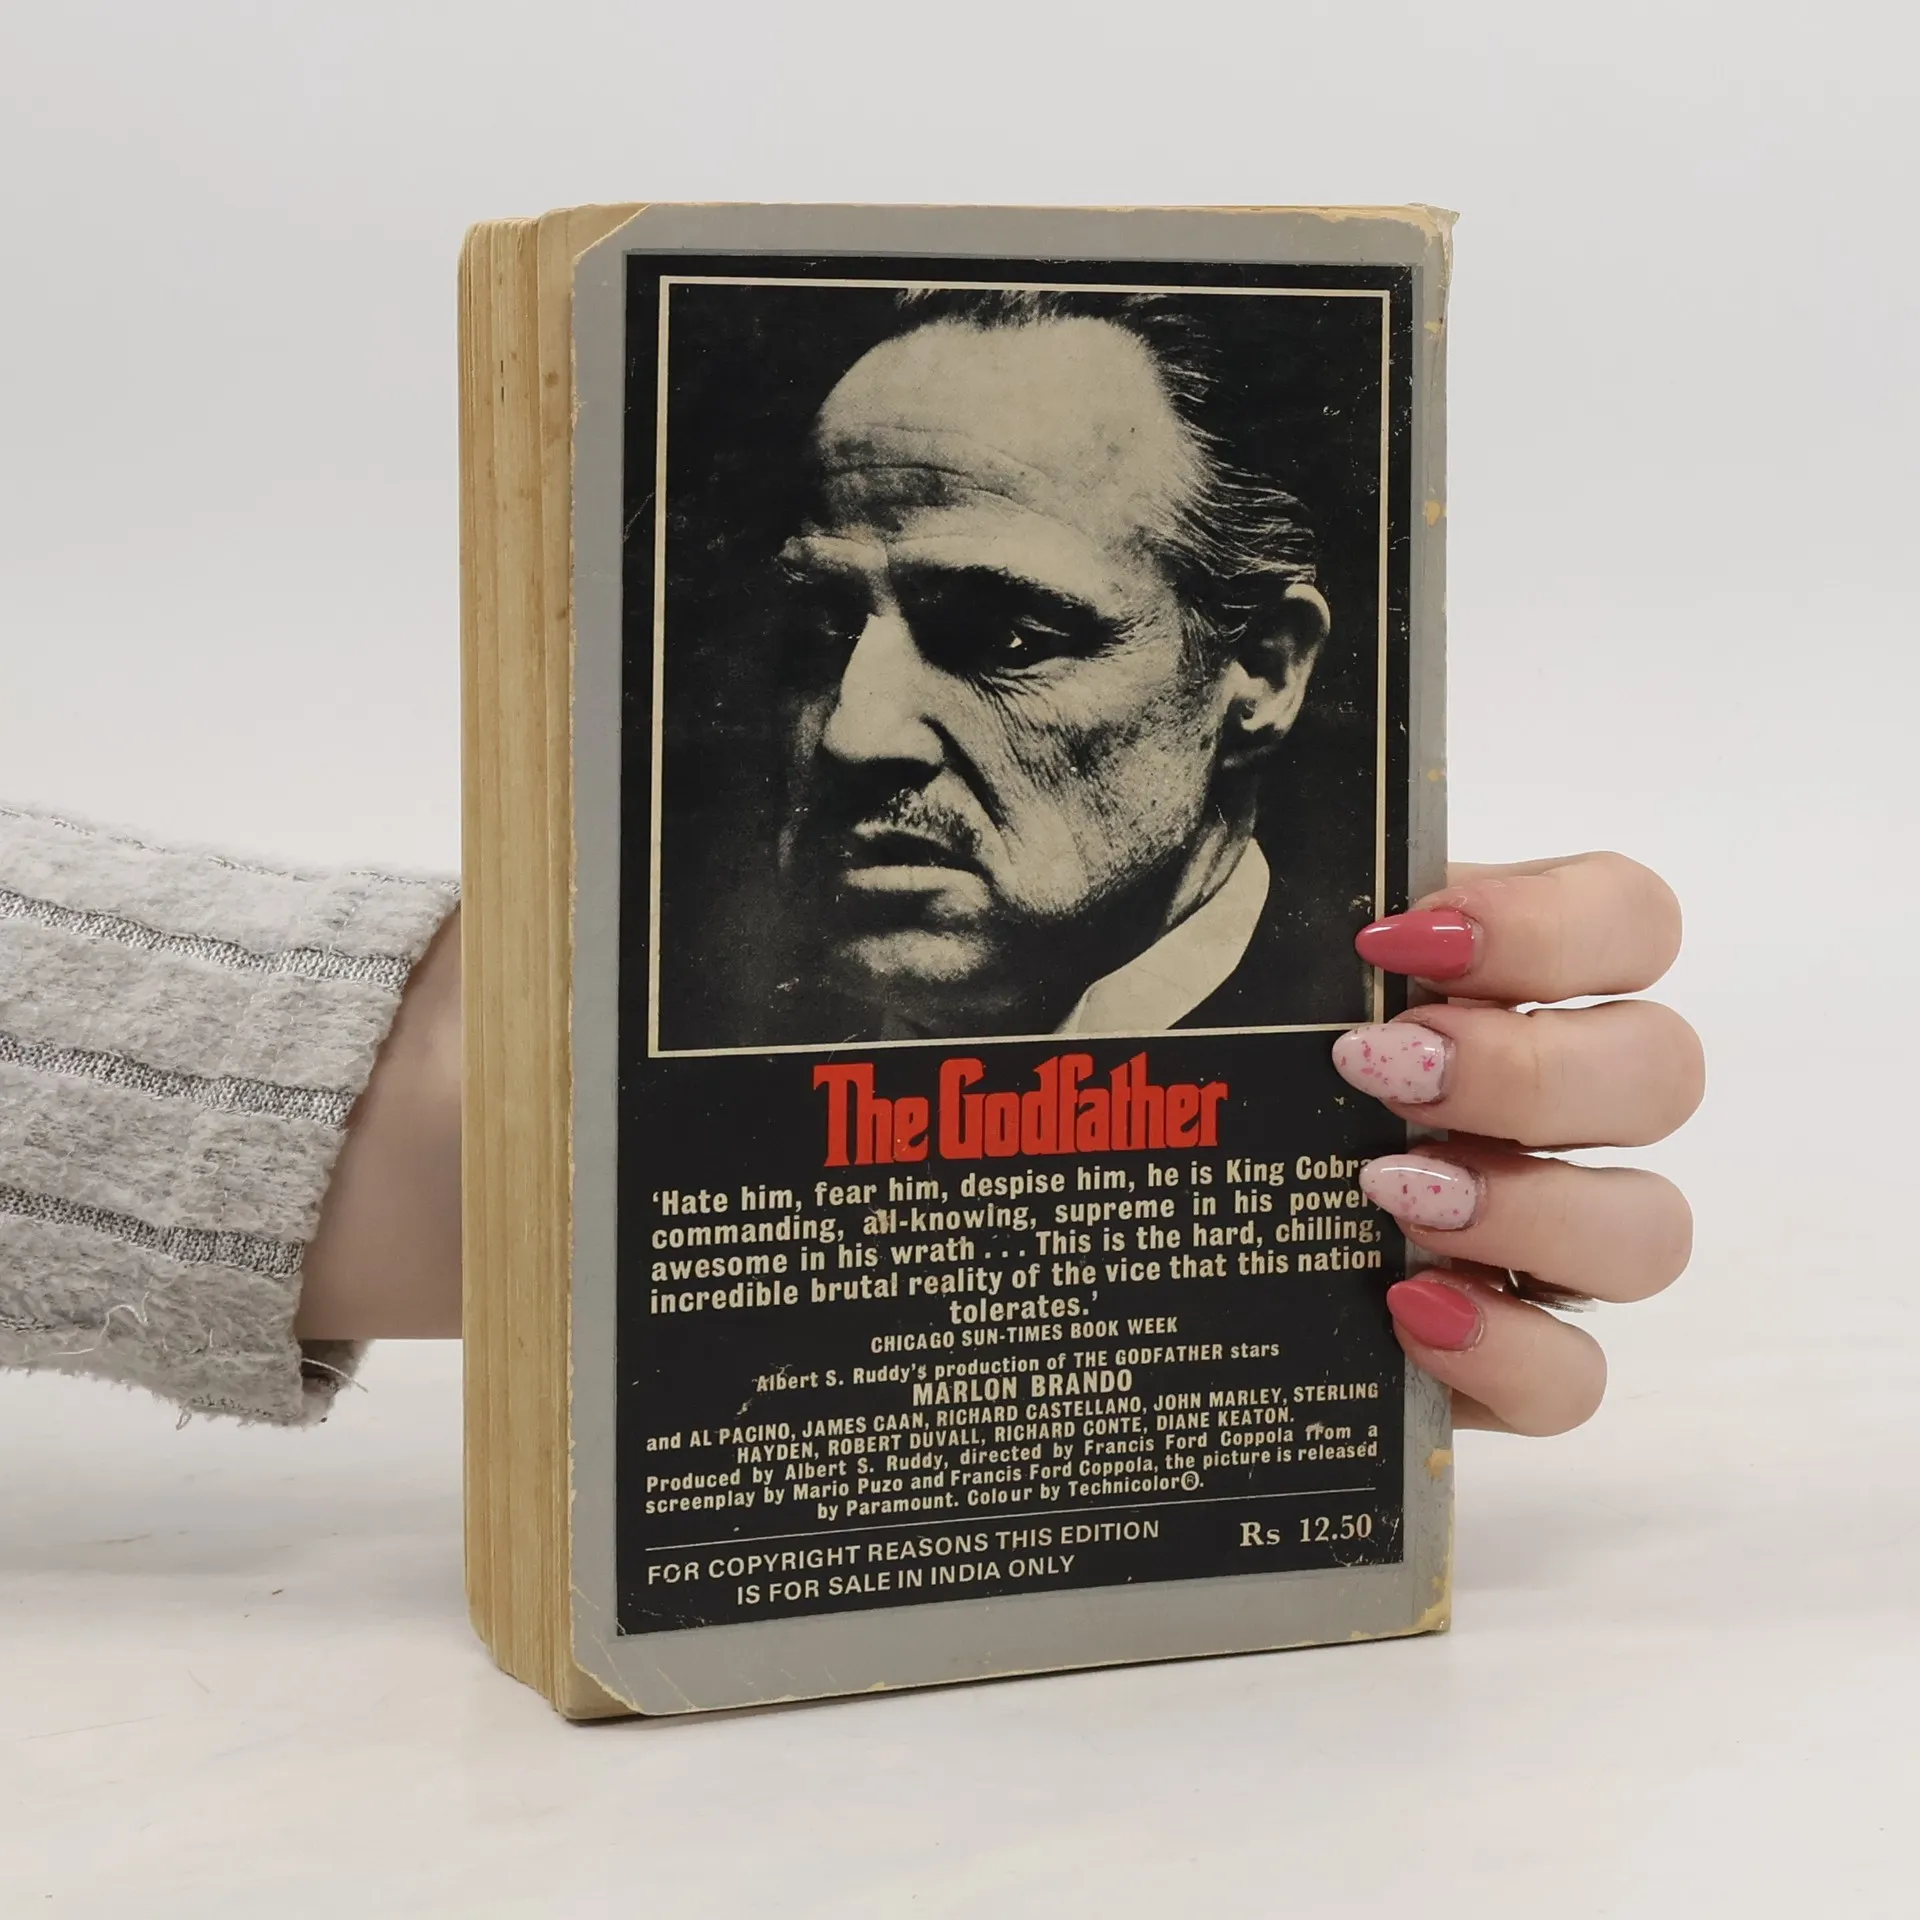 The Godfather
‘Hate him, fear him, despise him, he is King Cobra
commanding, all-knowing, supreme in his power,
awesome in his wrath . . . This is the hard, chilling,
incredible brutal reality of the vice that this nation
tolerates.’
CHICAGO SUN-TIMES BOOK WEEK
Albert S. Ruddy's production of THE GODFATHER stars
MARLON BRANDO
and AL PACINO, JAMES CAAN, RICHARD CASTELLANO, JOHN MARLEY, STERLING
HAYDEN, ROBERT DUVALL, RICHARD CONTE, DIANE KEATON.
Produced by Albert S. Ruddy, directed by Francis Ford Coppola from a
screenplay by Mario Puzo and Francis Ford Coppola, the picture is released
by Paramount. Colour by Technicolor®.
FOR COPYRIGHT REASONS THIS EDITION
IS FOR SALE IN INDIA ONLY
Rs 12.50